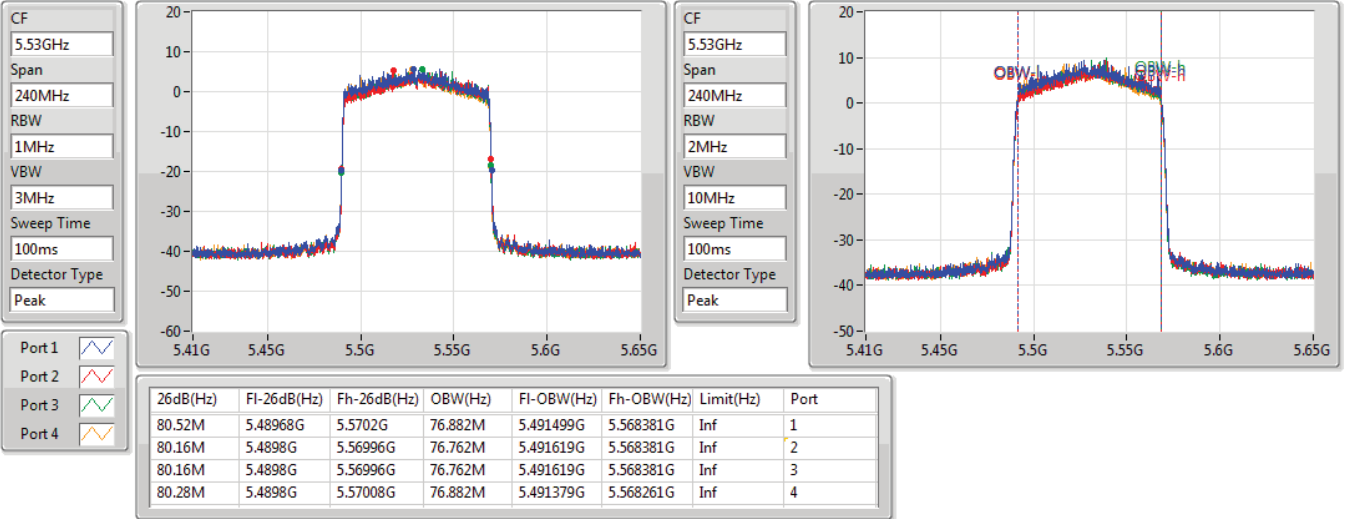 CF
5.53GHz
Span
240MHz
RBW
1MHz
VBW
3MHz
Sweep Time
100ms
Detector Type
Peak
20
10
0
-10
-20
-30
-40
-50
-60
5.41G 5.45G 5.5G 5.55G 5.6G 5.65G
CF
5.53GHz
Span
240MHz
RBW
2MHz
VBW
10MHz
Sweep Time
100ms
Detector Type
Peak
20
10
0
-10
-20
-30
-40
-50
OBW-l
OBW-h
OBW-h
5.41G 5.45G 5.5G 5.55G 5.6G 5.65G
Port 1
Port 2
Port 3
Port 4
26dB(Hz) Fl-26dB(Hz) Fh-26dB(Hz) OBW(Hz) Fl-OBW(Hz) Fh-OBW(Hz) Limit(Hz) Port
80.52M 5.48968G 5.5702G 76.882M 5.491499G 5.568381G Inf 1
80.16M 5.4898G 5.56996G 76.762M 5.491619G 5.568381G Inf 2
80.16M 5.4898G 5.56996G 76.762M 5.491619G 5.568381G Inf 3
80.28M 5.4898G 5.57008G 76.882M 5.491379G 5.568261G Inf 4